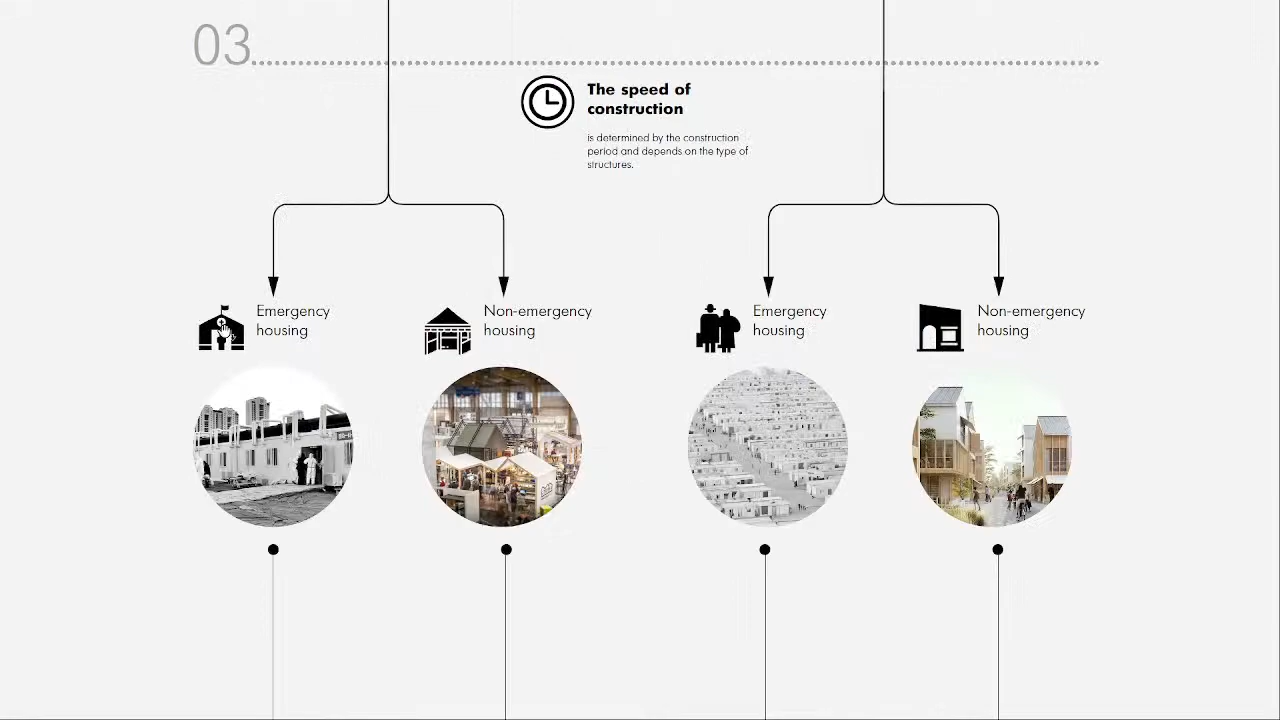 03
The speed of
construction
is determined by the construction
period and depends on the type of
structures.
Emergency
housing
Non-emergency
housing
Emergency
housing
Non-emergency
housing